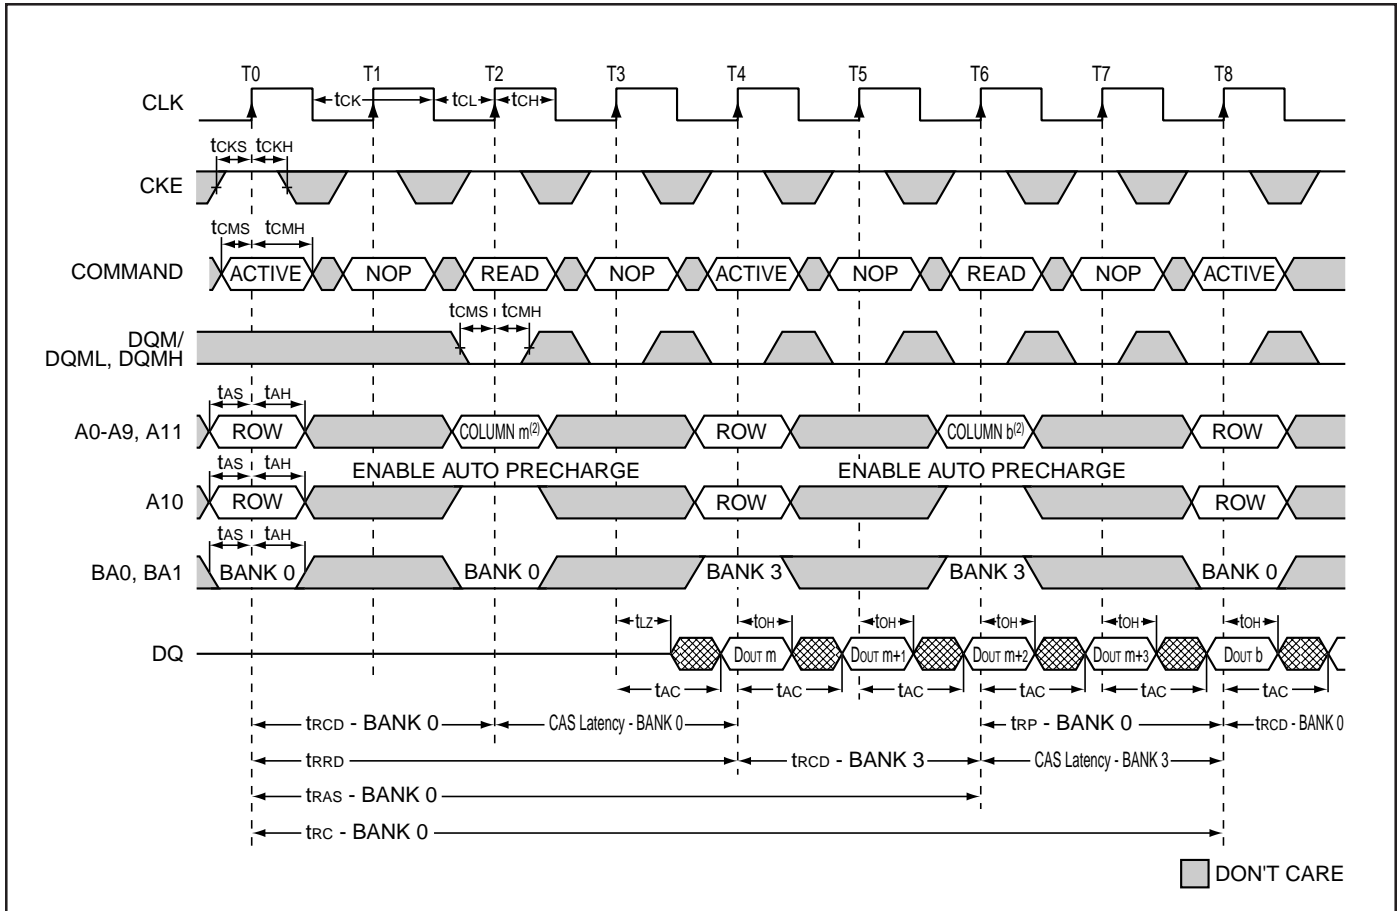 T0 T1 T2 T3 T4 T5 T6 T7 T8
CLK tCK tCL tCH
tCKS tCKH
CKE
tCMS tCMH
COMMAND ACTIVE NOP READ NOP ACTIVE NOP READ NOP ACTIVE
tCMS tCMH
DQM/
DQML, DQMH
tAS tAH
A0-A9, A11 ROW COLUMN m(2) ROW COLUMN b(2) ROW
tAS tAH ENABLE AUTO PRECHARGE ENABLE AUTO PRECHARGE
A10 ROW ROW ROW
tAS tAH
BA0, BA1 BANK 0 BANK 0 BANK 3 BANK 3 BANK 0
tLZ tOH tOH tOH tOH tOH
DQ DOUT m DOUT m+1 DOUT m+2 DOUT m+3 DOUT b
tAC tAC tAC tAC tAC tAC
tRCD - BANK 0 CAS Latency - BANK 0 tRP - BANK 0 tRCD - BANK 0
tRRD tRCD - BANK 3 CAS Latency - BANK 3
tRAS - BANK 0
tRC - BANK 0
DON'T CARE